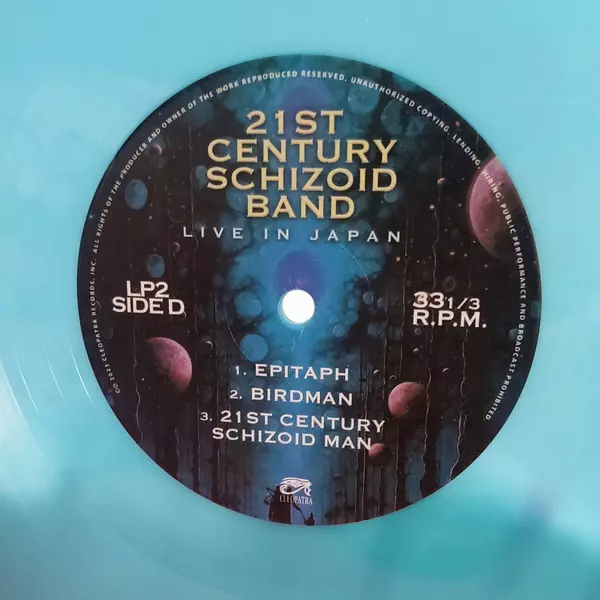 ALL RIGHTS OF THE PRODUCER AND OWNER OF THE WORK REPRODUCED RESERVED. UNAUTHORIZED COPYING, LENDING, HIRING, PUBLIC PERFORMANCE AND BROADCAST PROHIBITED.
21ST
CENTURY
SCHIZOID
BAND
LIVE IN JAPAN
LP2
SIDE D
33 1/3
R.P.M.
1. EPITAPH
2. BIRDMAN
3. 21ST CENTURY
SCHIZOID MAN
CLEOPATRA